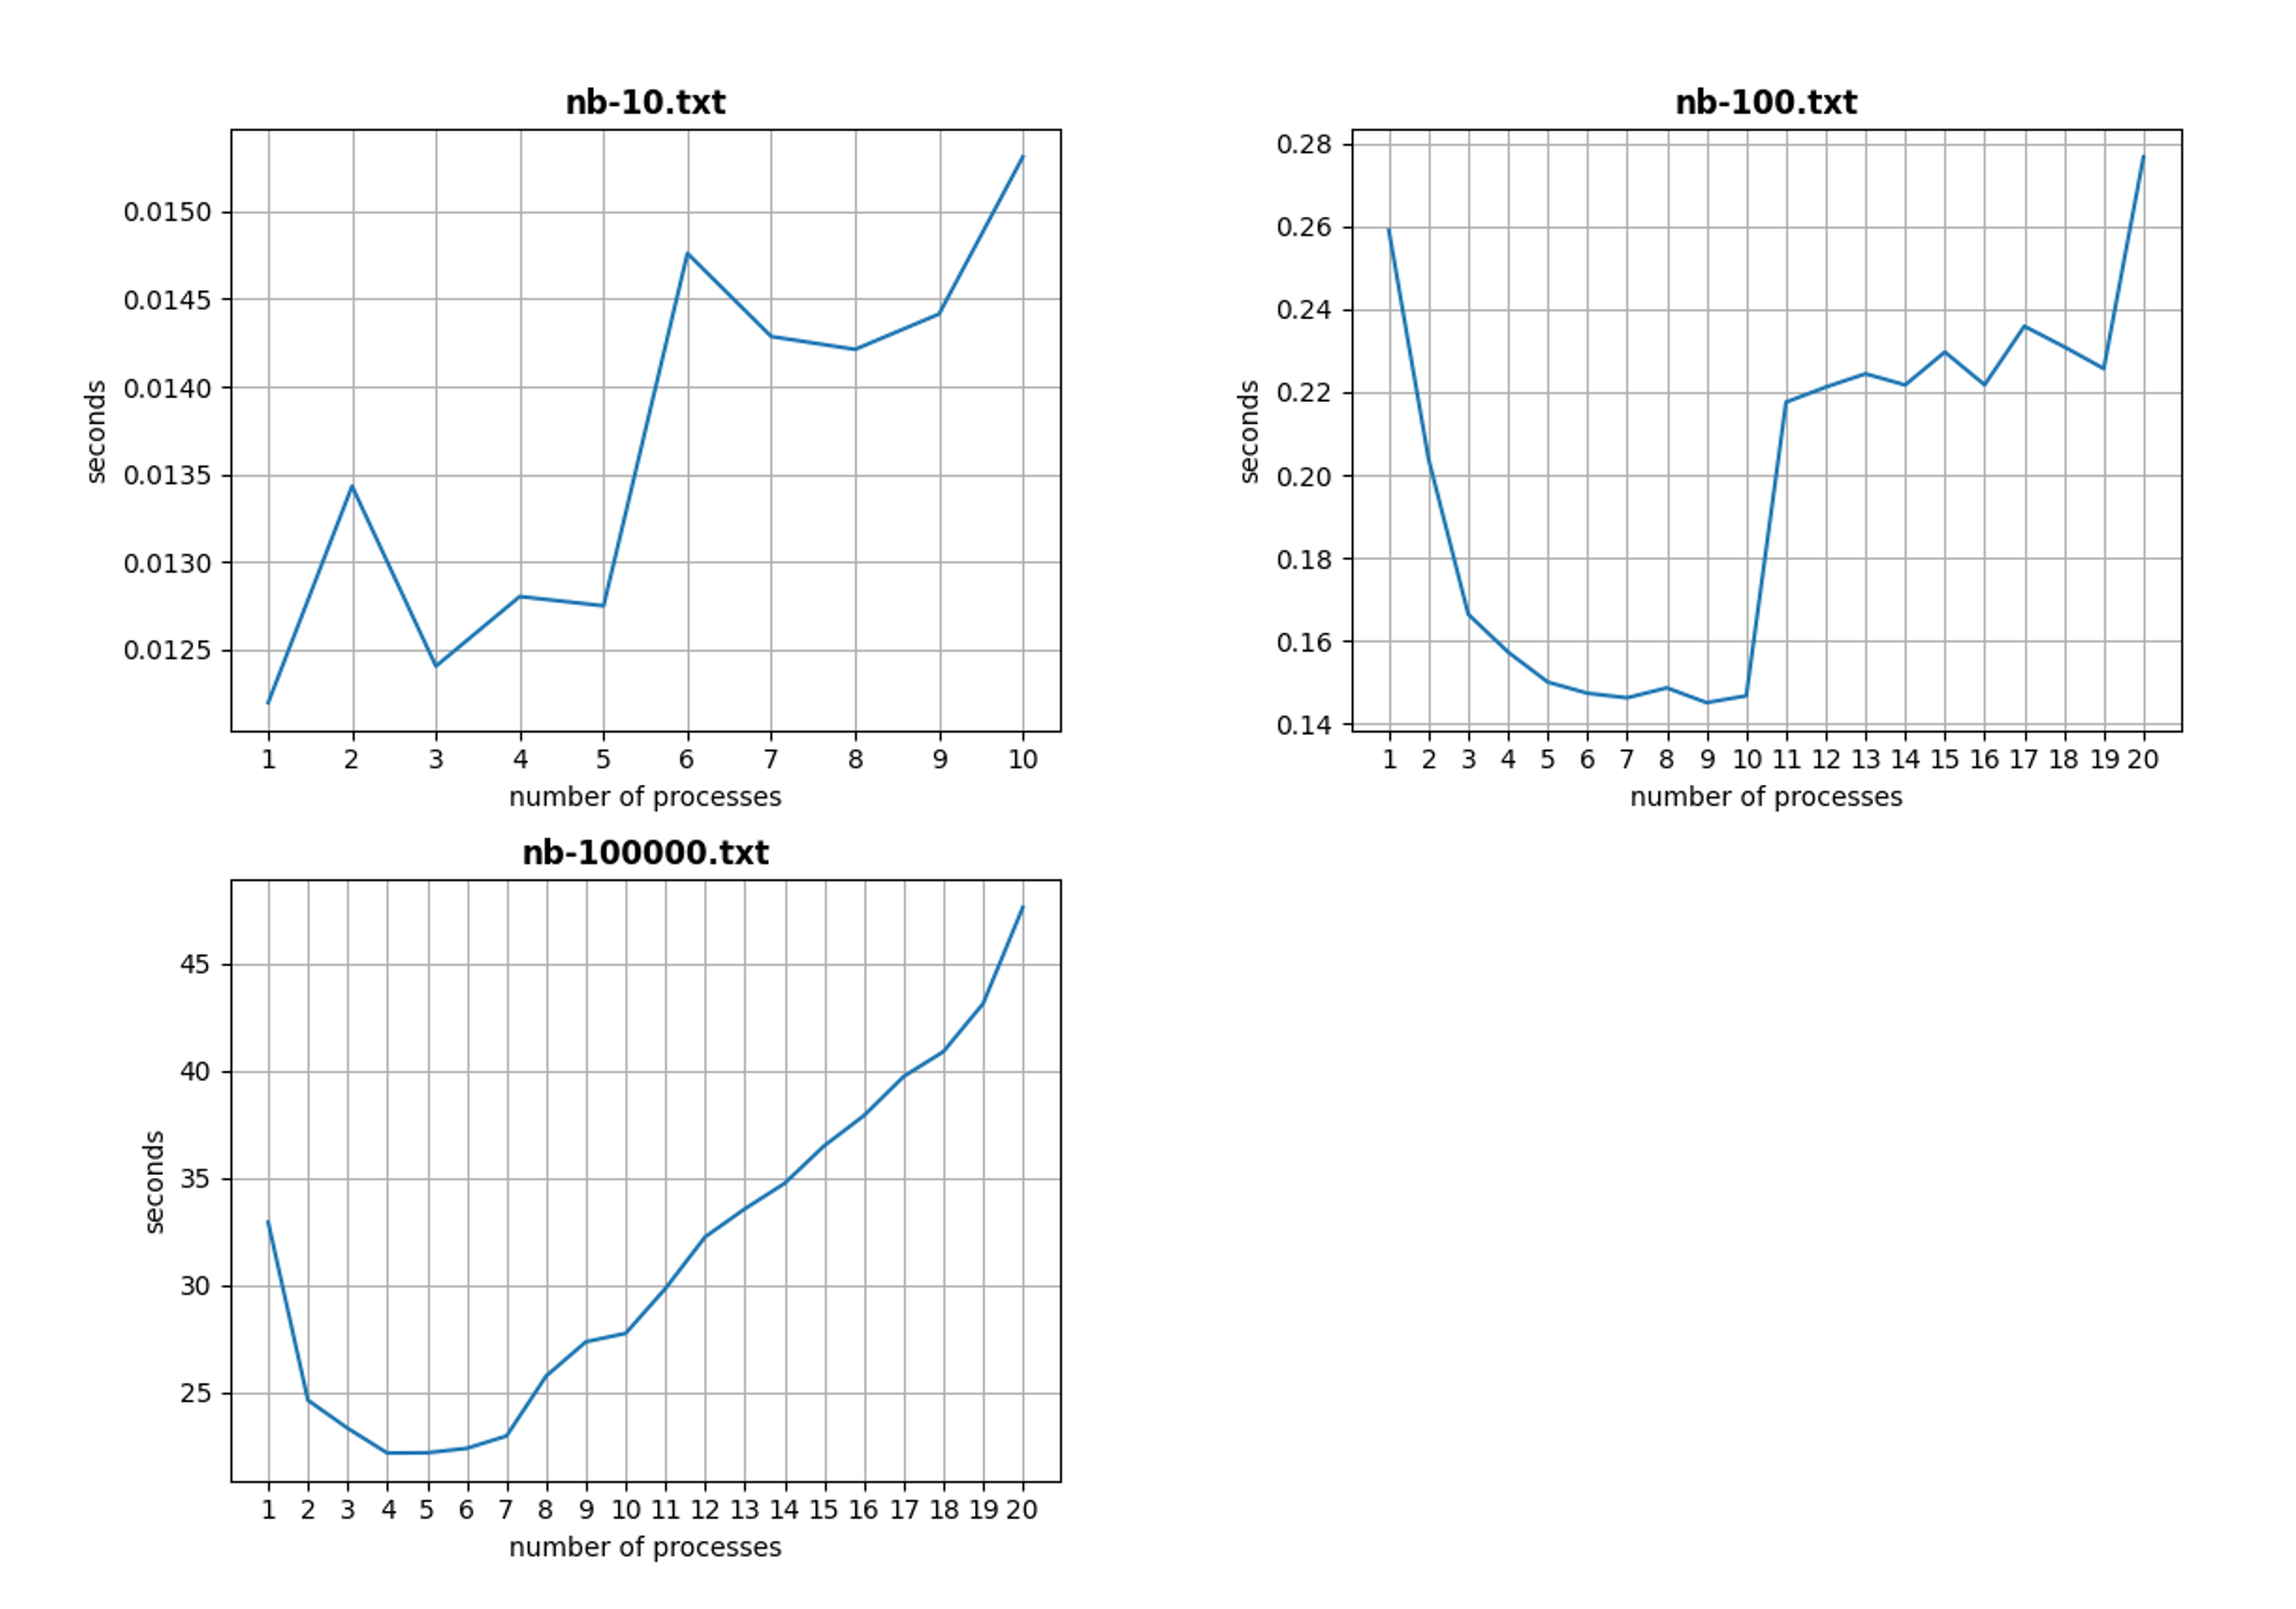 nb-10.txt
0.0150
0.0145
0.0140
0.0135
0.0130
0.0125
seconds
1 2 3 4 5 6 7 8 9 10
number of processes
nb-100.txt
0.28
0.26
0.24
0.22
0.20
0.18
0.16
0.14
seconds
1 2 3 4 5 6 7 8 9 10 11 12 13 14 15 16 17 18 19 20
number of processes
nb-100000.txt
45
40
35
30
25
seconds
1 2 3 4 5 6 7 8 9 10 11 12 13 14 15 16 17 18 19 20
number of processes